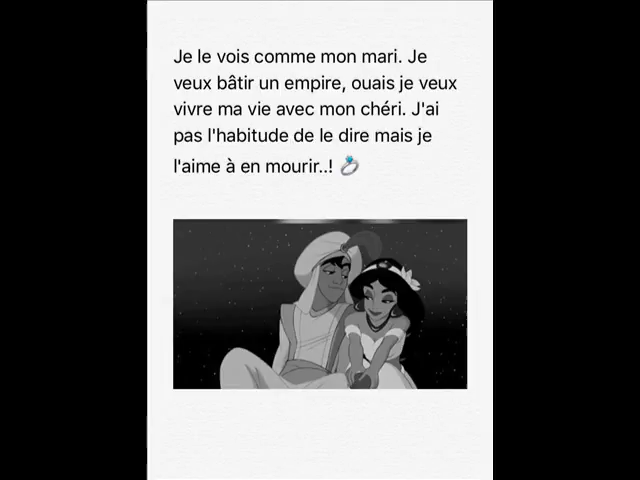 Je le vois comme mon mari. Je
veux bâtir un empire, ouais je veux
vivre ma vie avec mon chéri. J'ai
pas l'habitude de le dire mais je
l'aime à en mourir..! 💍